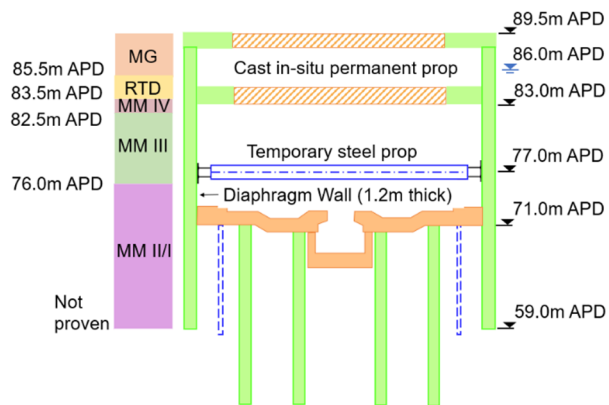 89.5m APD
MG
86.0m APD
Cast in-situ permanent prop
85.5m APD
RTD
83.5m APD
83.0m APD
MM IV
82.5m APD
MM III
Temporary steel prop
77.0m APD
76.0m APD
Diaphragm Wall (1.2m thick)
71.0m APD
MM II/I
Not
proven
59.0m APD